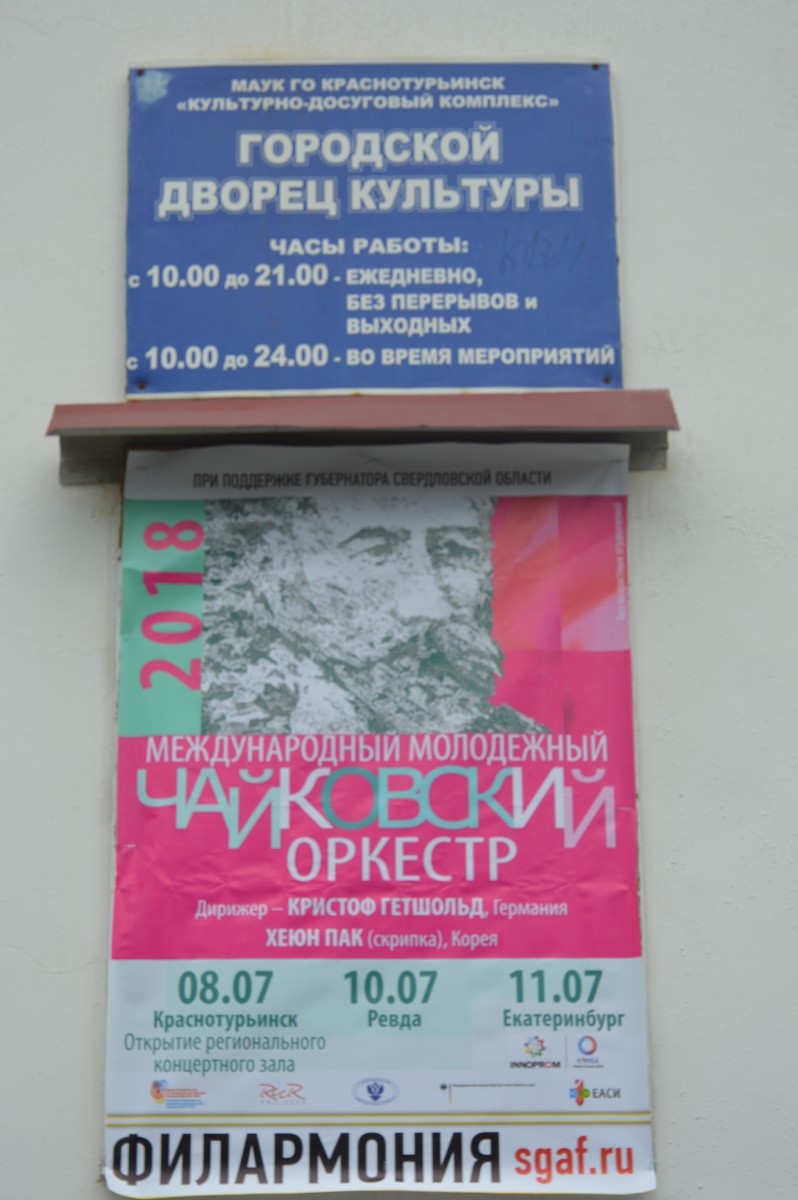 МАУК ГО КРАСНОТУРЬИНСК
«КУЛЬТУРНО-ДОСУГОВЫЙ КОМПЛЕКС»
ГОРОДСКОЙ
ДВОРЕЦ КУЛЬТУРЫ
ЧАСЫ РАБОТЫ:
с 10.00 до 21.00 - ЕЖЕДНЕВНО,
БЕЗ ПЕРЕРЫВОВ и
ВЫХОДНЫХ
с 10.00 до 24.00 - ВО ВРЕМЯ МЕРОПРИЯТИЙ
ПРИ ПОДДЕРЖКЕ ГУБЕРНАТОРА СВЕРДЛОВСКОЙ ОБЛАСТИ
2018
Без возрастных ограничений
МЕЖДУНАРОДНЫЙ МОЛОДЕЖНЫЙ
ЧАЙКОВСКИЙ
ОРКЕСТР
Дирижер – КРИСТОФ ГЕТШОЛЬД, Германия
ХЕЮН ПАК (скрипка), Корея
08.07 10.07 11.07
Краснотурьинск Ревда Екатеринбург
Открытие регионального
концертного зала
INNOPROM
ЕАСИ
ФИЛАРМОНИЯ sgaf.ru